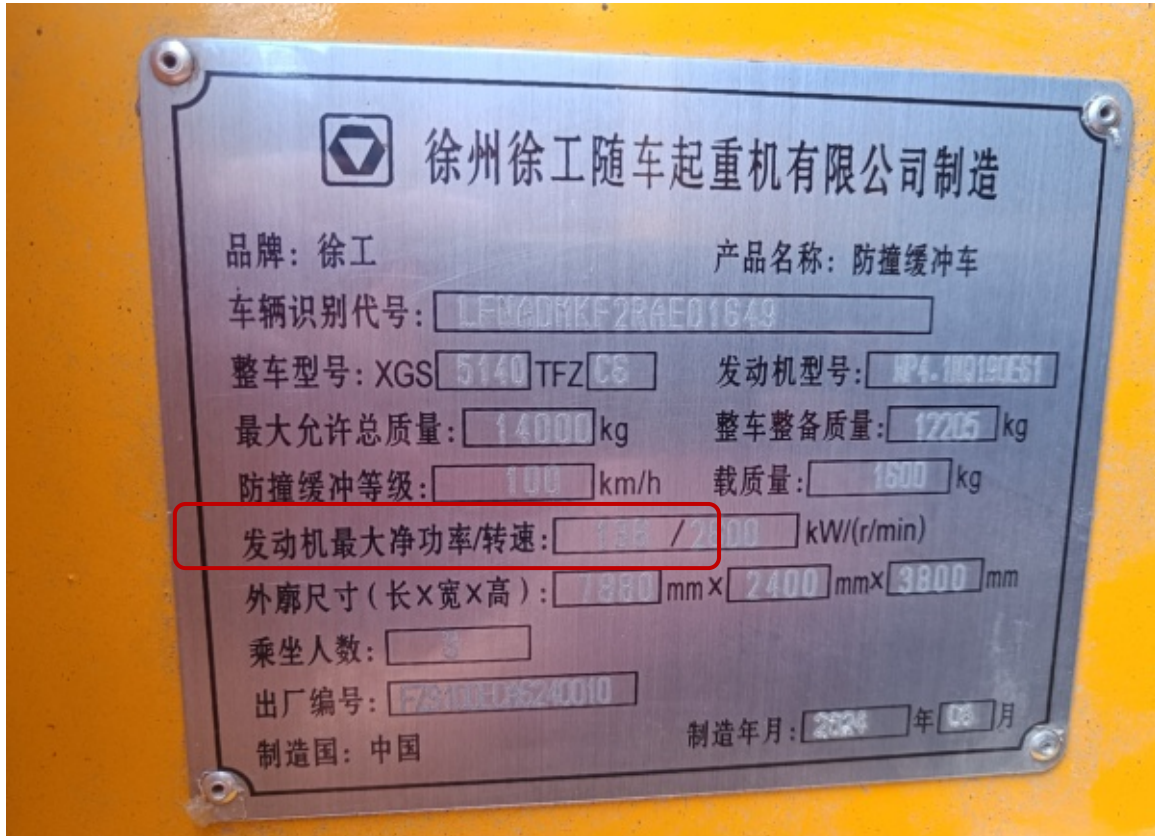 徐州徐工随车起重机有限公司制造
品牌：徐工 产品名称：防撞缓冲车
车辆识别代号：LFNADMKF2RAE01649
整车型号：XGS 5140 TFZ C6 发动机型号：
最大允许总质量：14000 kg 整车整备质量：12205 kg
防撞缓冲等级：100 km/h 载质量：1600 kg
发动机最大净功率/转速： / kW/(r/min)
外廓尺寸(长X宽X高)：7880 mm X 2400 mm X 3800 mm
乘坐人数：
出厂编号：
制造国：中国 制造年月：2024 年 月